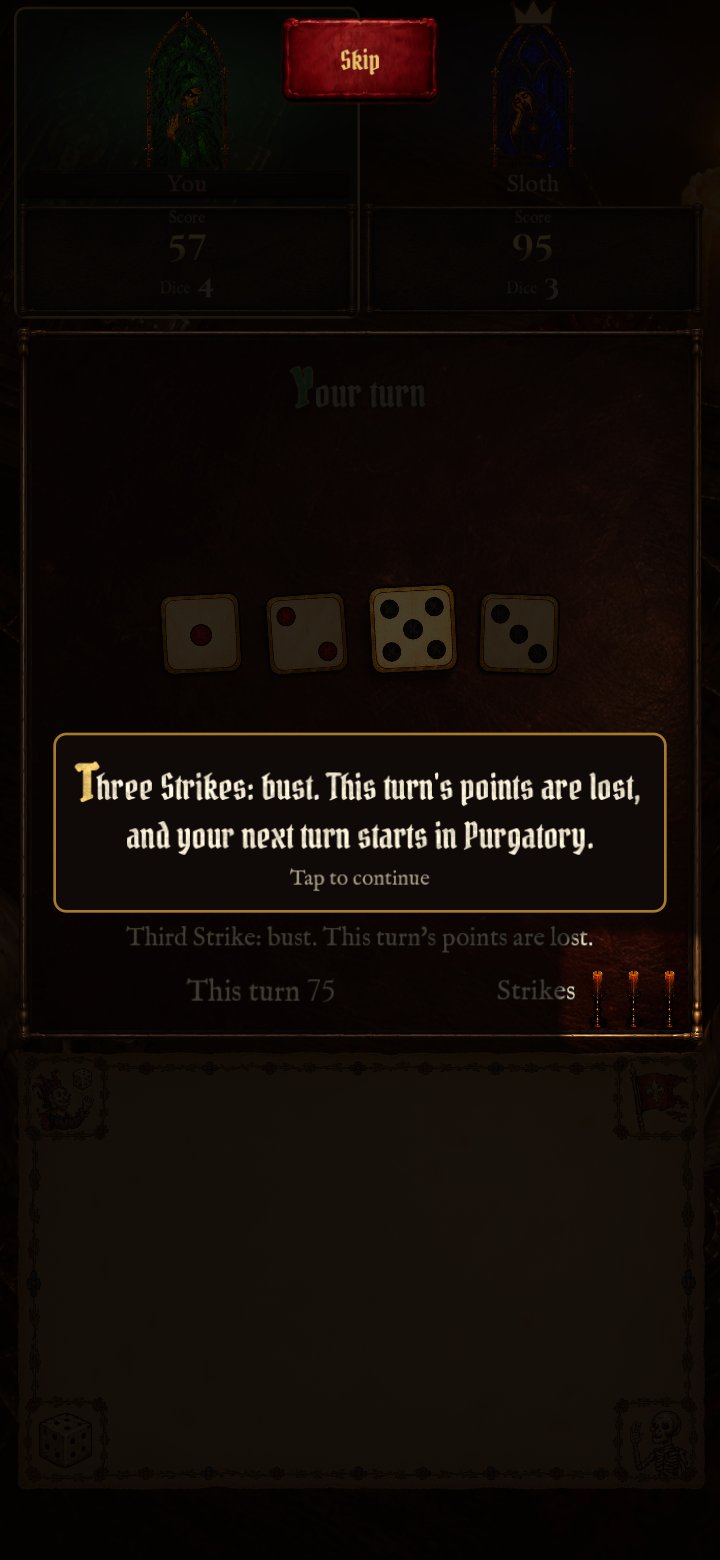 Skip
You
Sloth
Score
57
Dice 4
Score
95
Dice 3
Your turn
Three Strikes: bust. This turn's points are lost,
and your next turn starts in Purgatory.
Tap to continue
Third Strike: bust. This turn's points are lost.
This turn 75
Strikes